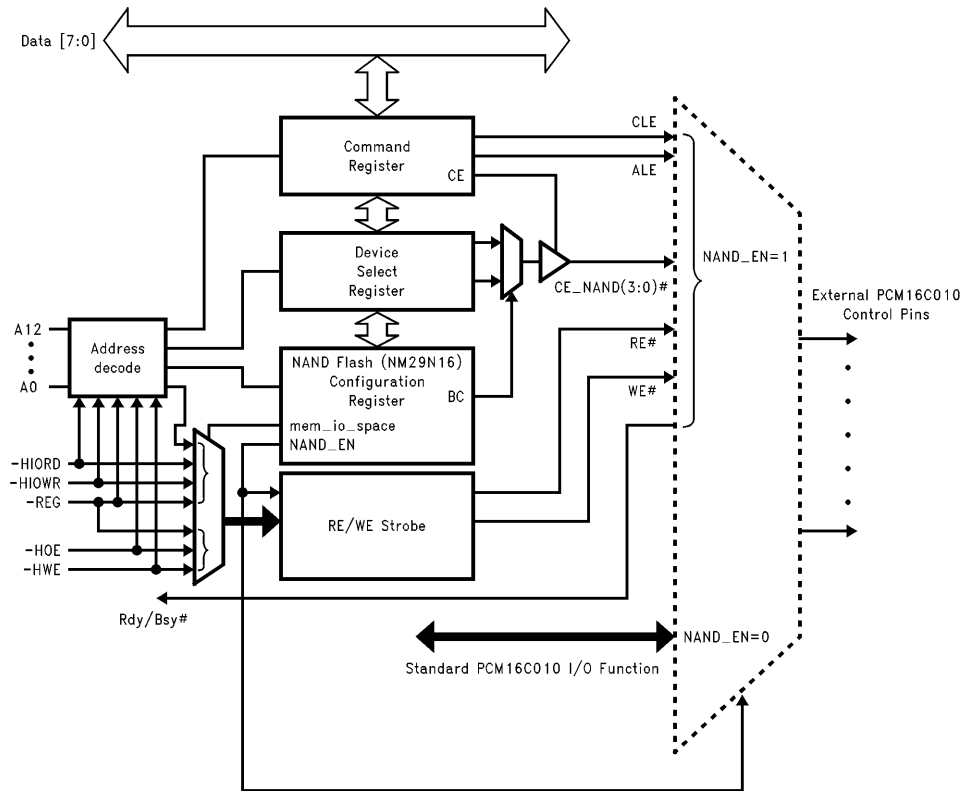 Data [7:0]
Command
Register
CE
CLE
ALE
Device
Select
Register
NAND_EN=1
CE_NAND(3:0)#
External PCM16C010
Control Pins
A12
A0
Address
decode
NAND Flash (NM29N16)
Configuration
Register
BC
mem_io_space
NAND_EN
RE#
WE#
-HIORD
-HIOWR
-REG
-HOE
-HWE
RE/WE Strobe
Rdy/Bsy#
NAND_EN=0
Standard PCM16C010 I/O Function